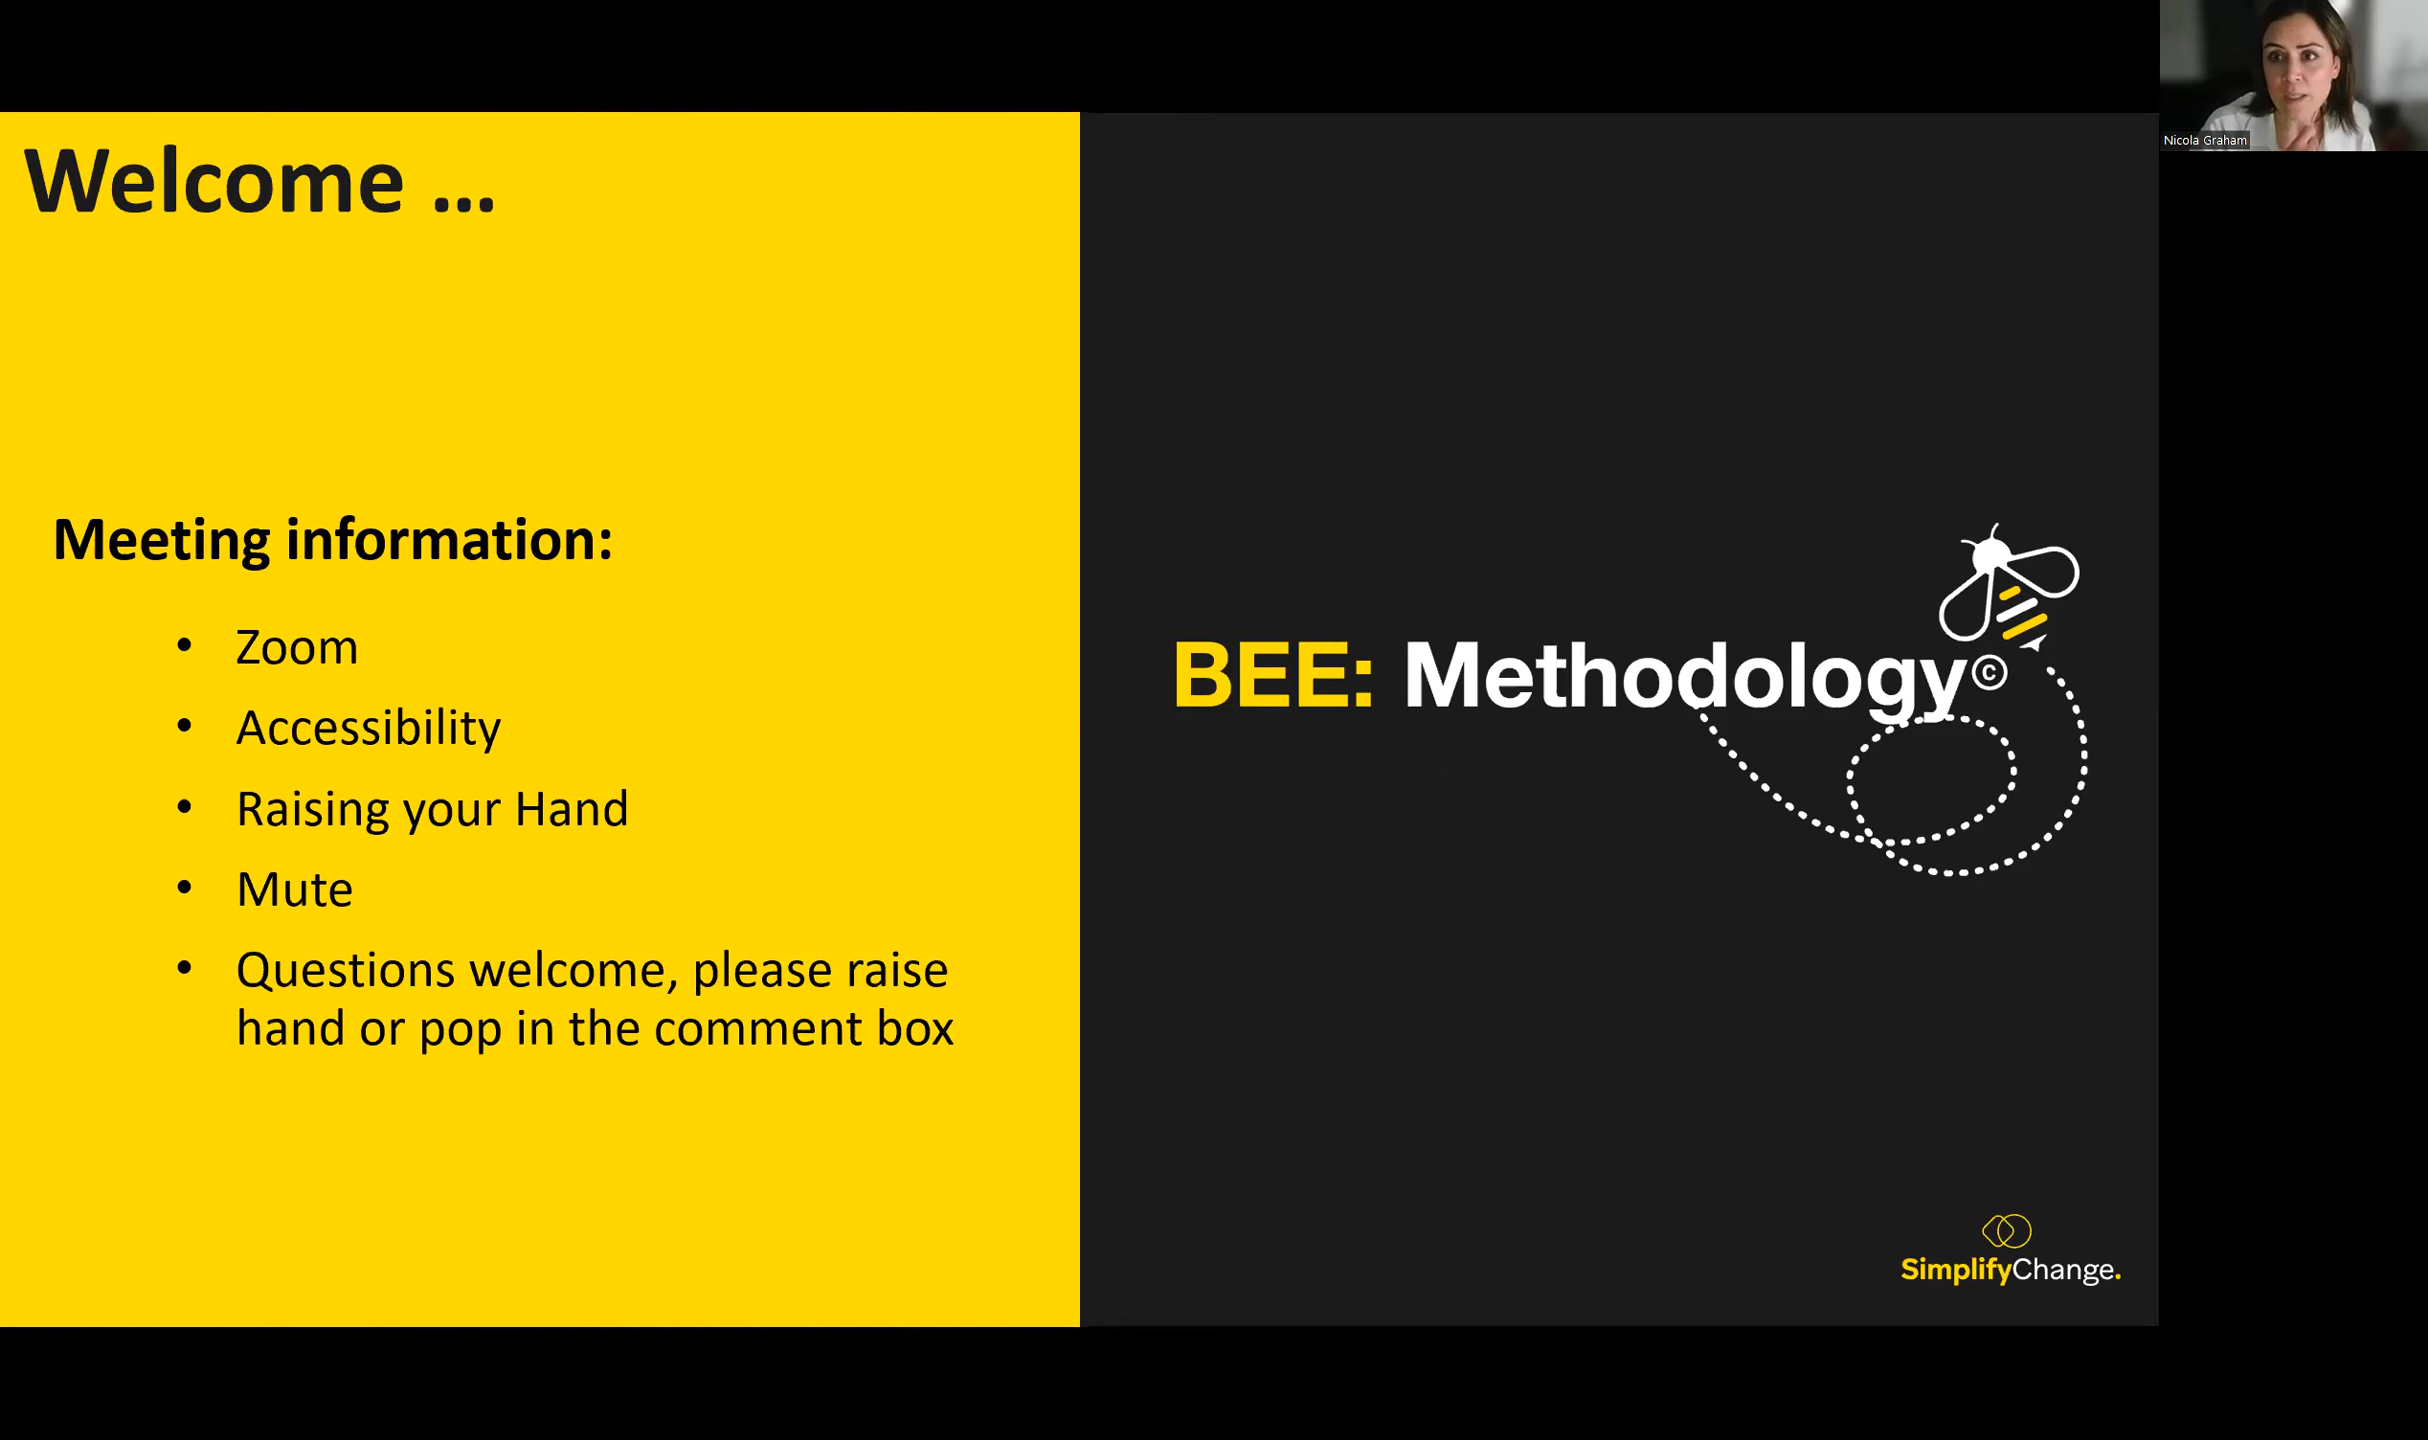 Welcome ...
Meeting information:
• Zoom
• Accessibility
• Raising your Hand
• Mute
• Questions welcome, please raise
hand or pop in the comment box
BEE: Methodology©
SimplifyChange.
Nicola Graham